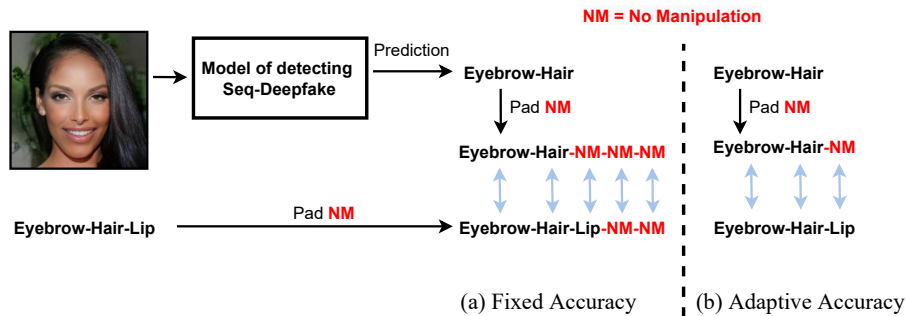 NM = No Manipulation
Model of detecting
Seq-Deepfake
Prediction
Eyebrow-Hair
Pad NM
Eyebrow-Hair-NM-NM-NM
Eyebrow-Hair-Lip
Pad NM
Eyebrow-Hair-Lip-NM-NM
(a) Fixed Accuracy
Eyebrow-Hair
Pad NM
Eyebrow-Hair-NM
Eyebrow-Hair-Lip
(b) Adaptive Accuracy